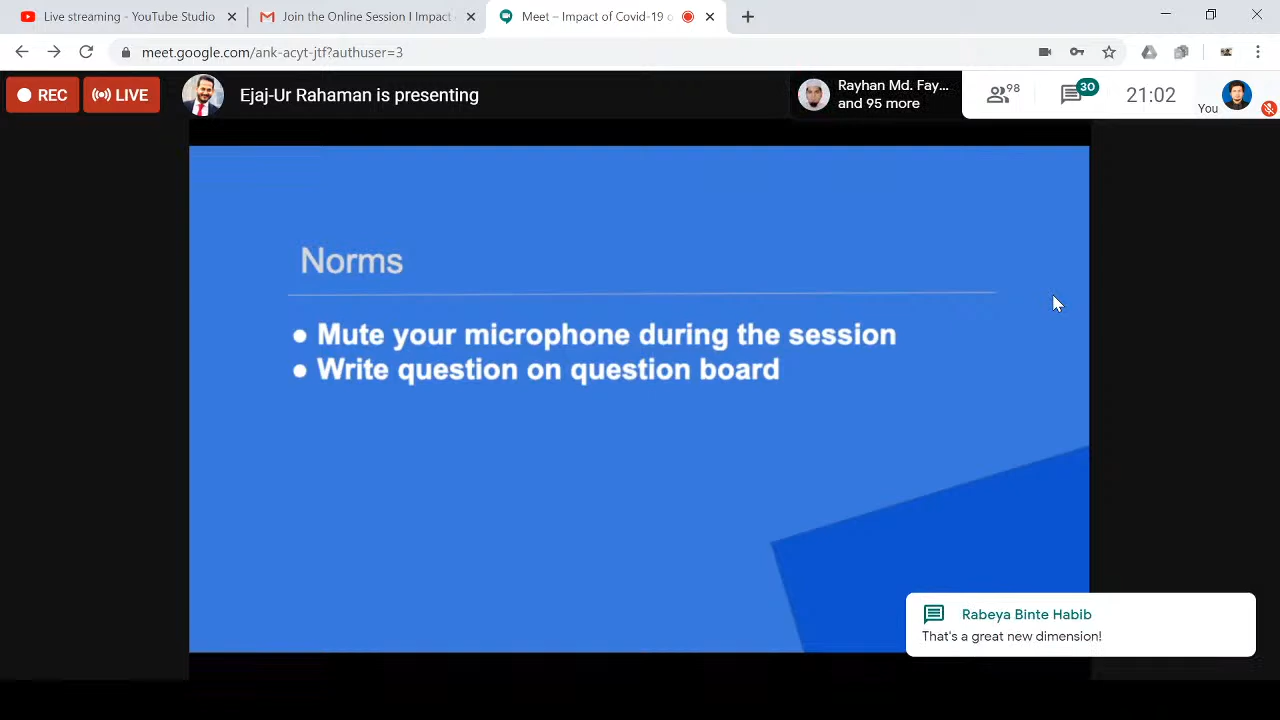 Live streaming - YouTube Studio
Join the Online Session I Impact
Meet – Impact of Covid-19 o
meet.google.com/ank-acyt-jtf?authuser=3
REC
LIVE
Ejaj-Ur Rahaman is presenting
Rayhan Md. Fay...
and 95 more
98
30
21:02
You
Norms
● Mute your microphone during the session
● Write question on question board
Rabeya Binte Habib
That's a great new dimension!